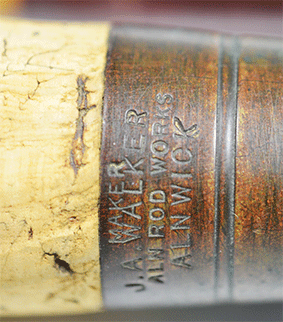 MAKER
J. A. WALKER
ALN ROD WORKS
ALNWICK